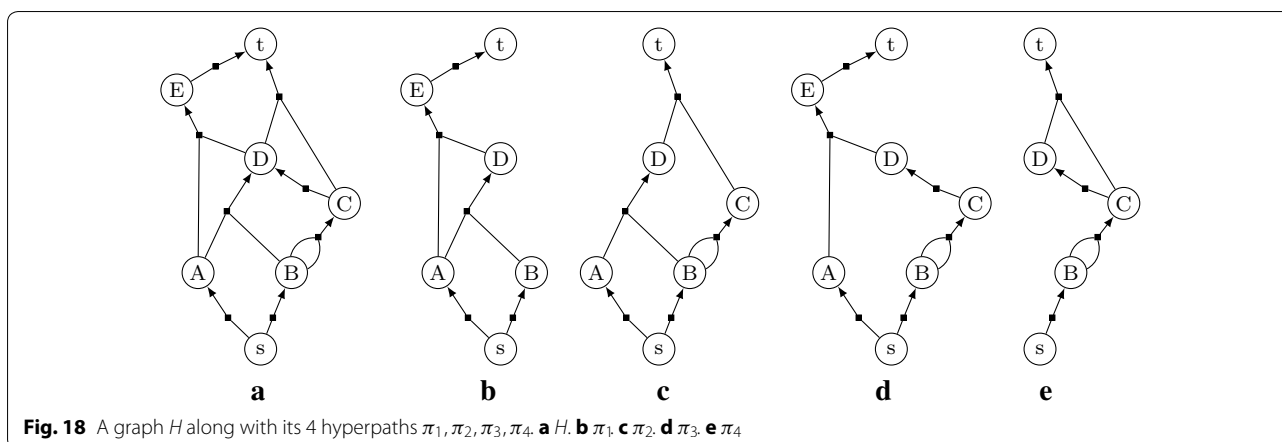 t t t t t
E E E E
D D D D D
C C C C
A B A B A B A B B
s s s s s
a b c d e
Fig. 18 A graph H along with its 4 hyperpaths π₁, π₂, π₃, π₄. a H. b π₁. c π₂. d π₃. e π₄